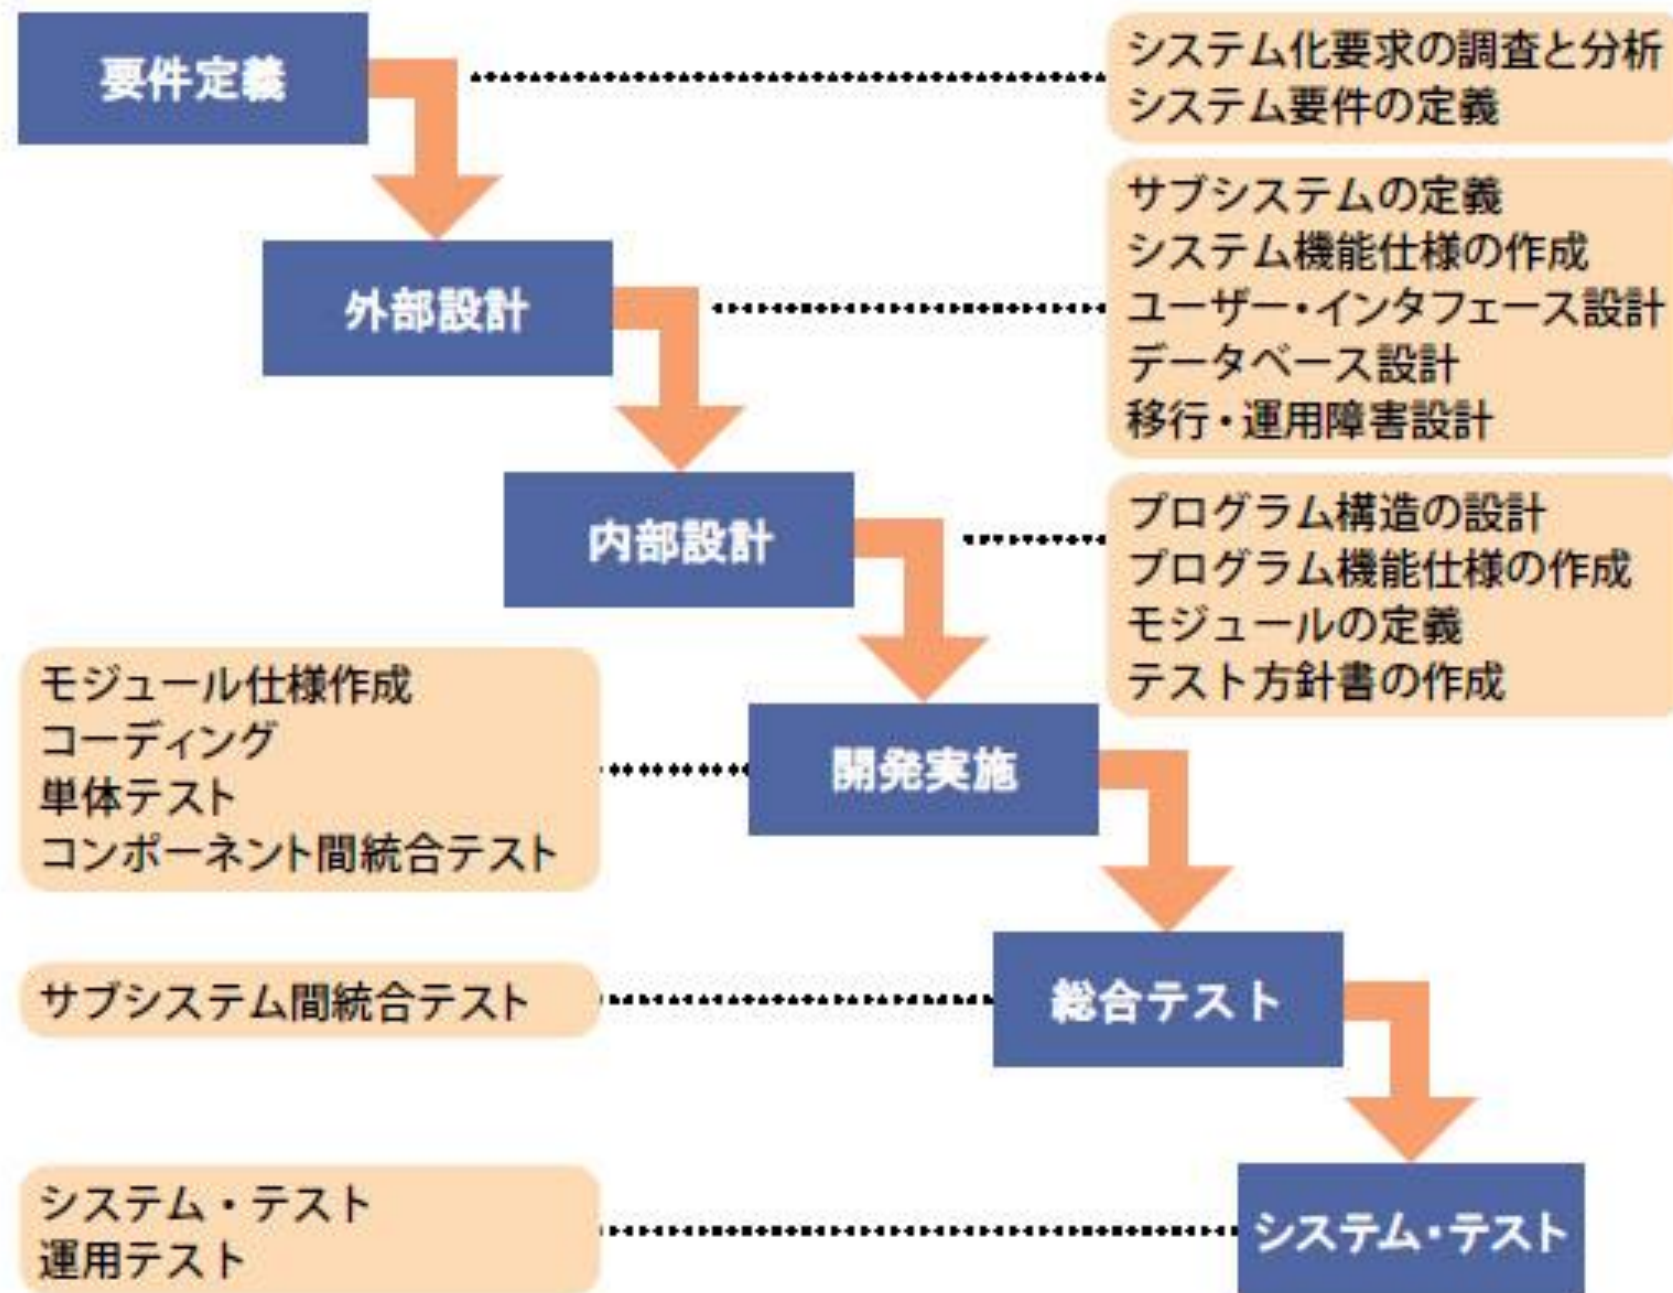 要件定義
システム化要求の調査と分析
システム要件の定義
外部設計
サブシステムの定義
システム機能仕様の作成
ユーザー・インタフェース設計
データベース設計
移行・運用障害設計
内部設計
プログラム構造の設計
プログラム機能仕様の作成
モジュールの定義
テスト方針書の作成
モジュール仕様作成
コーディング
単体テスト
コンポーネント間統合テスト
開発実施
サブシステム間統合テスト
総合テスト
システム・テスト
運用テスト
システム・テスト